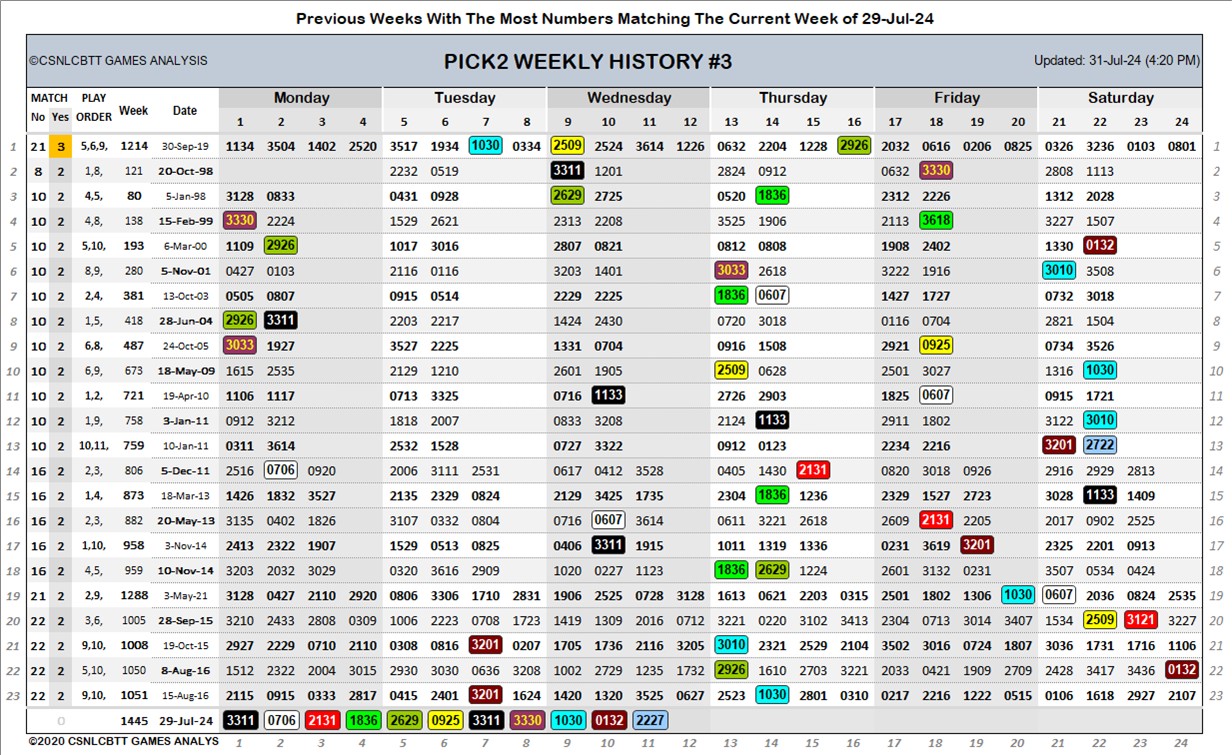 Previous Weeks With The Most Numbers Matching The Current Week of 29-Jul-24
©CSNLCBTT GAMES ANALYSIS PICK2 WEEKLY HISTORY #3 Updated: 31-Jul-24 (4:20 PM)
MATCH PLAY Week Date Monday Tuesday Wednesday Thursday Friday Saturday
No Yes ORDER 1 2 3 4 5 6 7 8 9 10 11 12 13 14 15 16 17 18 19 20 21 22 23 24
1 21 3 5,6,9, 1214 30-Sep-19 1134 3504 1402 2520 3517 1934 1030 0334 2509 2524 3614 1226 0632 2204 1228 2926 2032 0616 0206 0825 0326 3236 0103 0801 1
2 8 2 1,8, 121 20-Oct-98 2232 0519 3311 1201 2824 0912 0632 3330 2808 1113 2
3 10 2 4,5, 80 5-Jan-98 3128 0833 0431 0928 2629 2725 0520 1836 2312 2226 1312 2028 3
4 10 2 4,8, 138 15-Feb-99 3330 2224 1529 2621 2313 2208 3525 1906 2113 3618 3227 1507 4
5 10 2 5,10, 193 6-Mar-00 1109 2926 1017 3016 2807 0821 0812 0808 1908 2402 1330 0132 5
6 10 2 8,9, 280 5-Nov-01 0427 0103 2116 0116 3203 1401 3033 2618 3222 1916 3010 3508 6
7 10 2 2,4, 381 13-Oct-03 0505 0807 0915 0514 2229 2225 1836 0607 1427 1727 0732 3018 7
8 10 2 1,5, 418 28-Jun-04 2926 3311 2203 2217 1424 2430 0720 3018 0116 0704 2821 1504 8
9 10 2 6,8, 487 24-Oct-05 3033 1927 3527 2225 1331 0704 0916 1508 2921 0925 0734 3526 9
10 10 2 6,9, 673 18-May-09 1615 2535 2129 1210 2601 1905 2509 0628 2501 3027 1316 1030 10
11 10 2 1,2, 721 19-Apr-10 1106 1117 0713 3325 0716 1133 2726 2903 1825 0607 0915 1721 11
12 10 2 1,9, 758 3-Jan-11 0912 3212 1818 2007 0833 3208 2124 1133 2911 1802 3122 3010 12
13 10 2 10,11, 759 10-Jan-11 0311 3614 2532 1528 0727 3322 0912 0123 2234 2216 3201 2722 13
14 16 2 2,3, 806 5-Dec-11 2516 0706 0920 2006 3111 2531 0617 0412 3528 0405 1430 2131 0820 3018 0926 2916 2929 2813 14
15 16 2 1,4, 873 18-Mar-13 1426 1832 3527 2135 2329 0824 2129 3425 1735 2304 1836 1236 2329 1527 2723 3028 1133 1409 15
16 16 2 2,3, 882 20-May-13 3135 0402 1826 3107 0332 0804 0716 0607 3614 0611 3221 2618 2609 2131 2205 2017 0902 2525 16
17 16 2 1,10, 958 3-Nov-14 2413 2322 1907 1529 0513 0825 0406 3311 1915 1011 1319 1336 0231 3619 3201 2325 2201 0913 17
18 16 2 4,5, 959 10-Nov-14 3203 2032 3029 0320 3616 2909 1020 0227 1123 1836 2629 1224 2631 3132 0231 3507 0534 0424 18
19 21 2 2,9, 1288 3-May-21 3128 0427 2110 2920 0806 3306 1710 2831 1906 2525 0728 3128 1613 0621 2203 0315 2501 1802 1306 1030 0607 2036 0824 2535 19
20 22 2 3,6, 1005 28-Sep-15 3210 2433 2808 0309 0708 1723 1419 1309 2016 0712 3221 0220 3102 3413 2304 0713 3014 3407 1534 2509 3121 3227 20
21 22 2 9,10, 1008 19-Oct-15 2927 2229 0710 2110 0308 0816 3201 0207 1705 1736 2116 3205 3010 2321 2529 2104 3502 3016 0724 1807 3036 1731 1716 1106 21
22 22 2 5,10, 1050 8-Aug-16 1512 2323 2004 3015 2930 3030 0636 3208 1002 2729 1235 1732 2926 1610 2703 3221 2033 0421 1909 2709 2428 3417 3436 0132 22
23 22 2 9,10, 1051 15-Aug-16 2115 0915 0333 2817 0415 2401 3201 1624 1420 1320 3525 0627 2523 1030 2801 0310 0217 2216 1222 0515 0106 1618 2927 2107 23
0 1445 29-Jul-24 3311 0706 2131 1836 2629 0925 3311 3330 1030 0132 2227
©2020 CSNLCBTT GAMES ANALYS 1 2 3 4 5 6 7 8 9 10 11 12 13 14 15 16 17 18 19 20 21 22 23 24